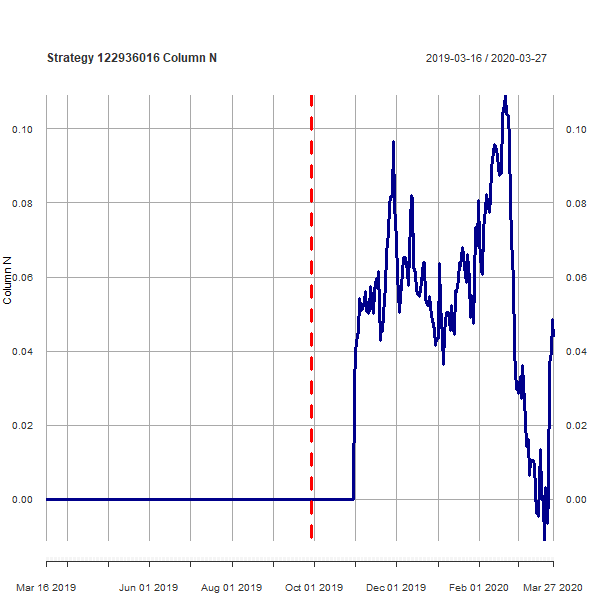 Strategy 122936016 Column N
2019-03-16 / 2020-03-27
Column N
0.10
0.10
0.08
0.08
0.06
0.06
0.04
0.04
0.02
0.02
0.00
0.00
Mar 16 2019
Jun 01 2019
Aug 01 2019
Oct 01 2019
Dec 01 2019
Feb 01 2020
Mar 27 2020